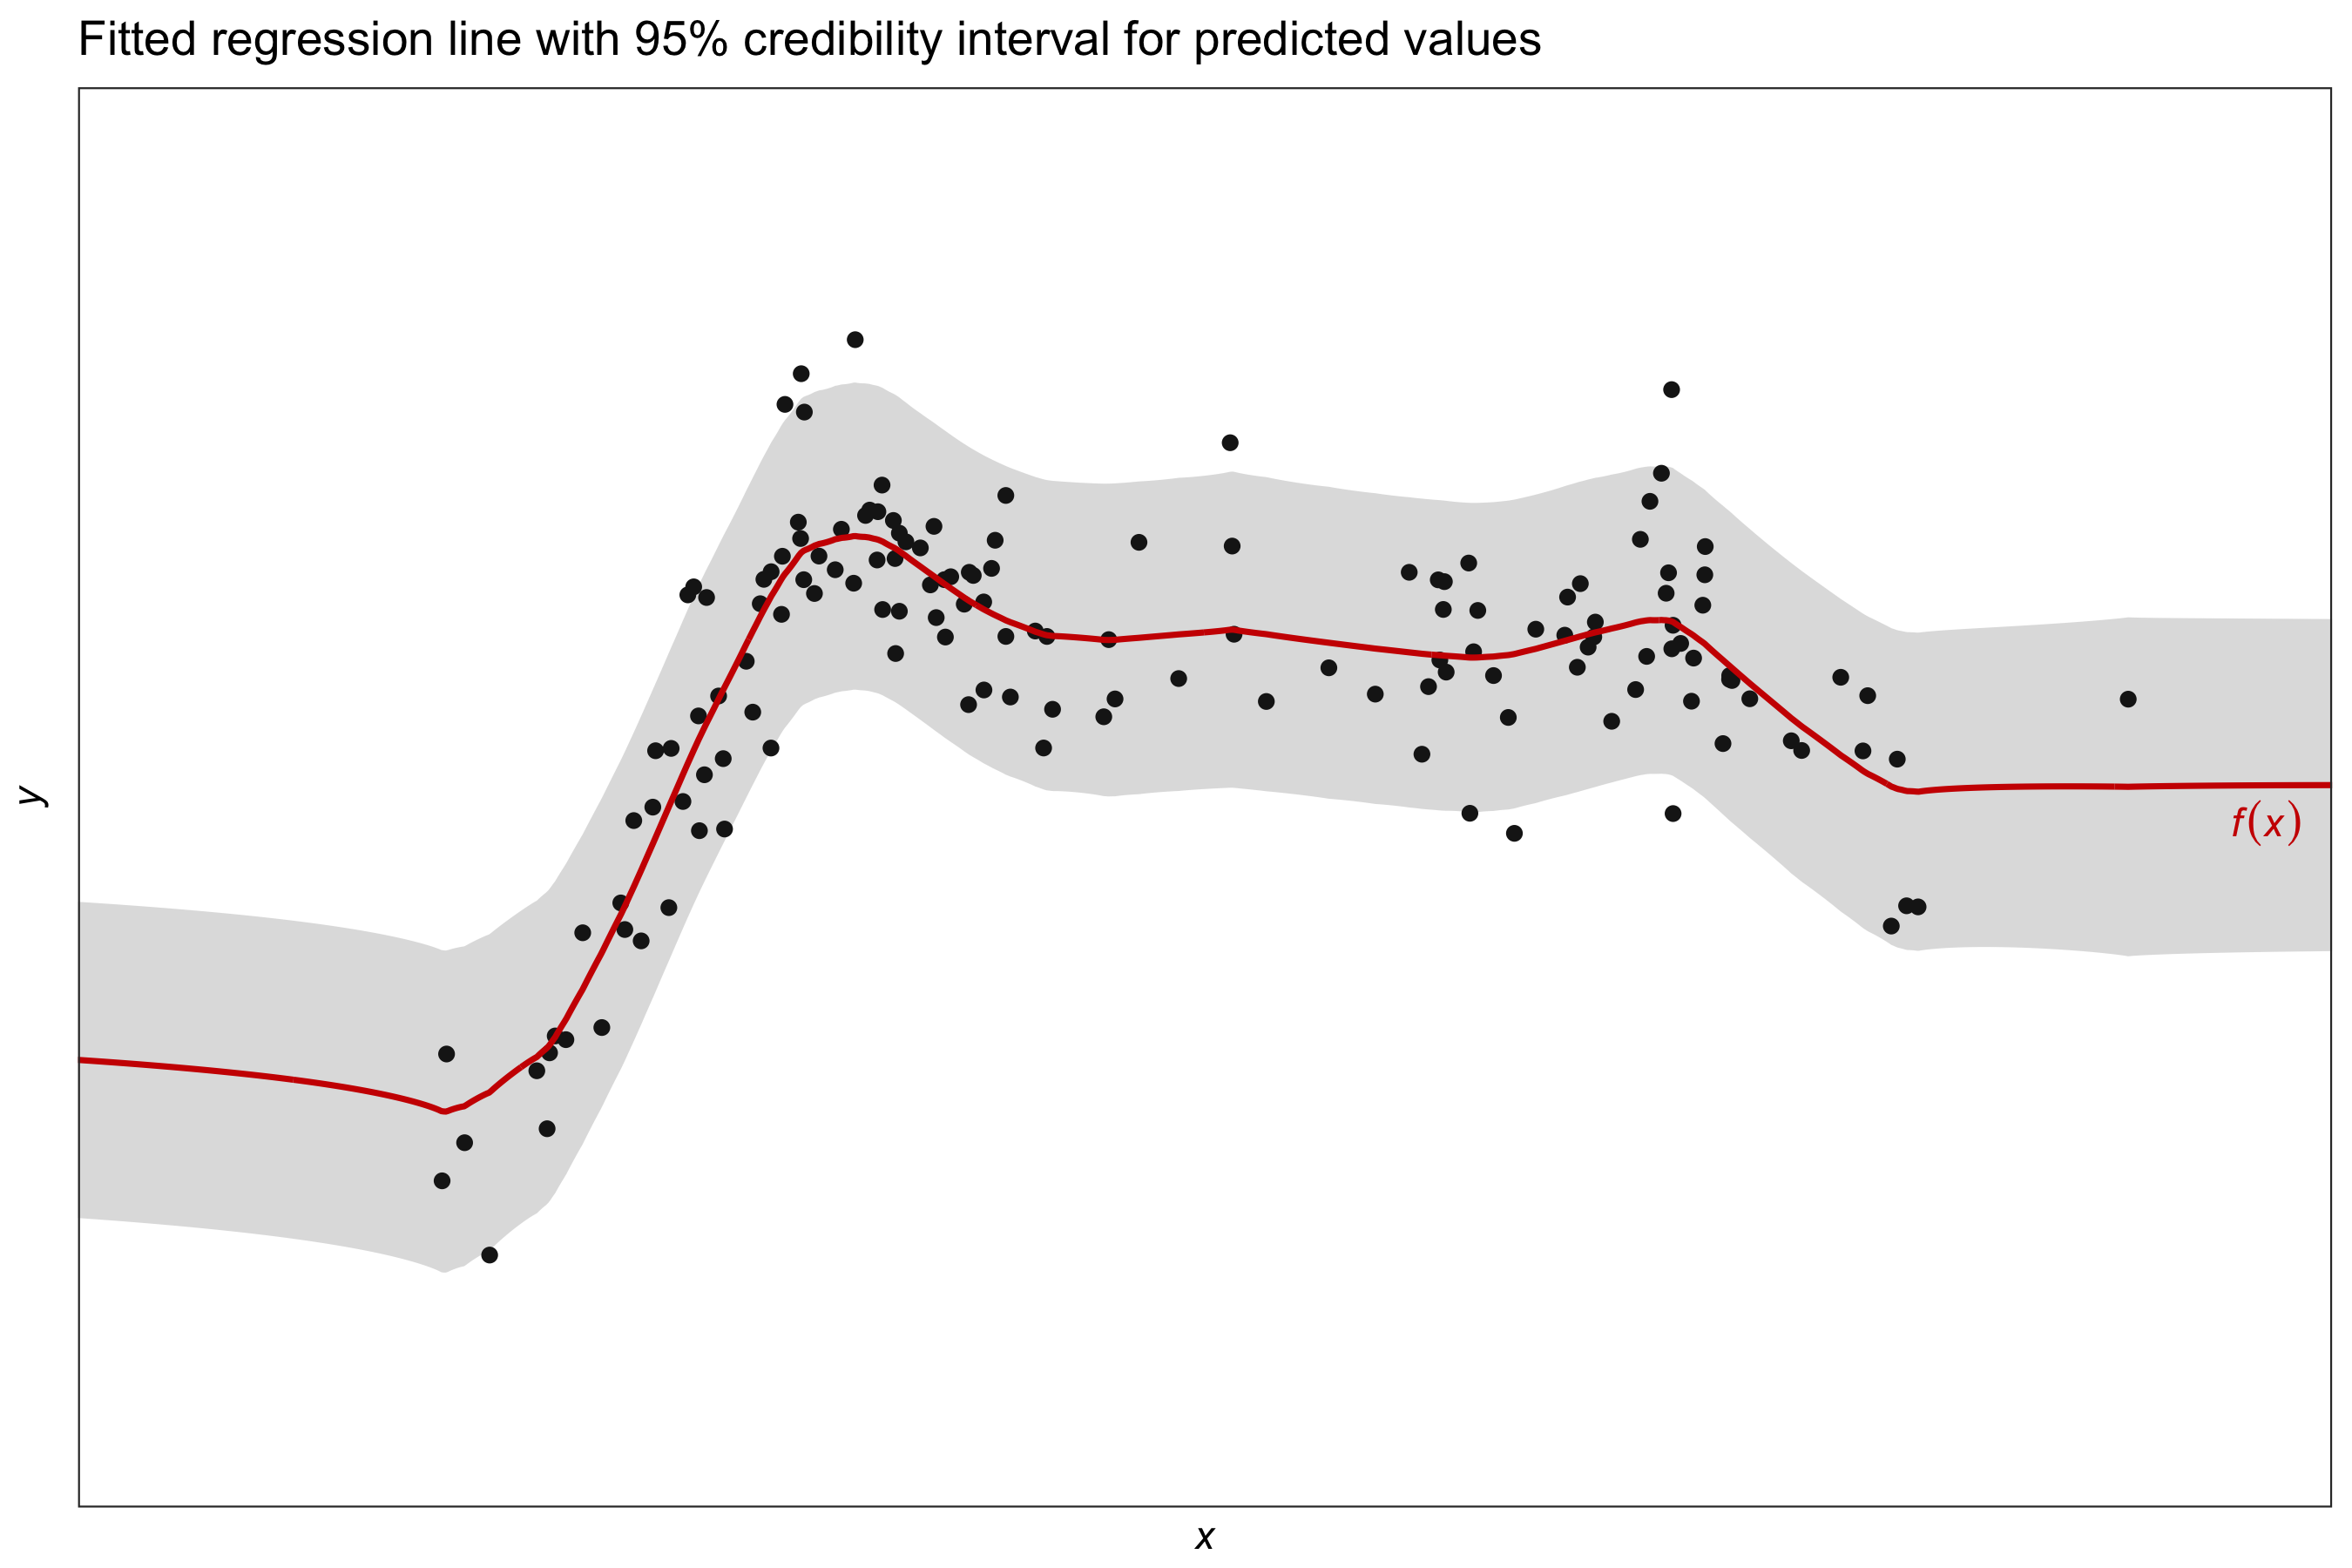 Fitted regression line with 95% credibility interval for predicted values
y
f(x)
x